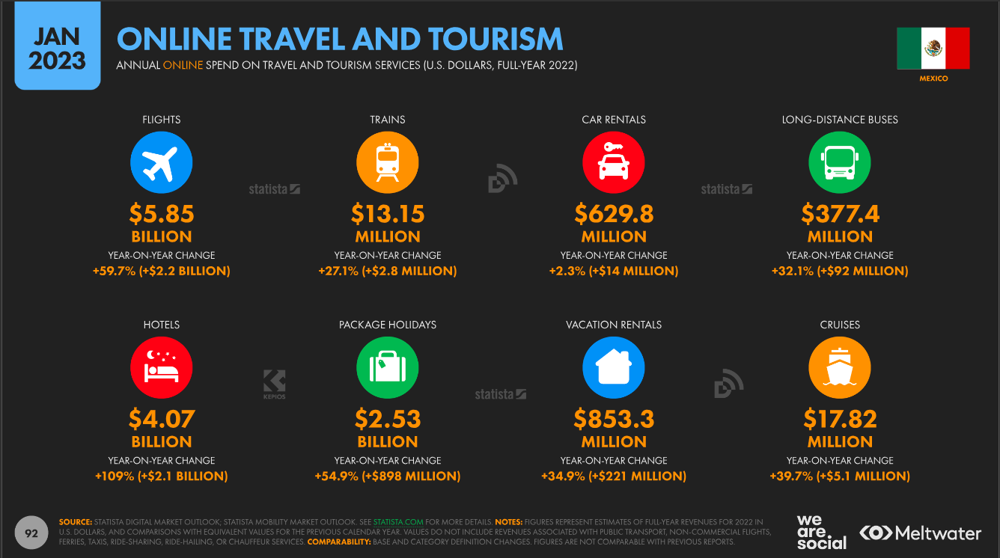 JAN
2023
ONLINE TRAVEL AND TOURISM
ANNUAL ONLINE SPEND ON TRAVEL AND TOURISM SERVICES (U.S. DOLLARS, FULL-YEAR 2022)
MEXICO
FLIGHTS
$5.85
BILLION
YEAR-ON-YEAR CHANGE
+59.7% (+$2.2 BILLION)
statista
TRAINS
$13.15
MILLION
YEAR-ON-YEAR CHANGE
+27.1% (+$2.8 MILLION)
CAR RENTALS
$629.8
MILLION
YEAR-ON-YEAR CHANGE
+2.3% (+$14 MILLION)
statista
LONG-DISTANCE BUSES
$377.4
MILLION
YEAR-ON-YEAR CHANGE
+32.1% (+$92 MILLION)
HOTELS
$4.07
BILLION
YEAR-ON-YEAR CHANGE
+109% (+$2.1 BILLION)
KEPIOS
PACKAGE HOLIDAYS
$2.53
BILLION
YEAR-ON-YEAR CHANGE
+54.9% (+$898 MILLION)
statista
VACATION RENTALS
$853.3
MILLION
YEAR-ON-YEAR CHANGE
+34.9% (+$221 MILLION)
CRUISES
$17.82
MILLION
YEAR-ON-YEAR CHANGE
+39.7% (+$5.1 MILLION)
92
SOURCE: STATISTA DIGITAL MARKET OUTLOOK; STATISTA MOBILITY MARKET OUTLOOK. SEE STATISTA.COM FOR MORE DETAILS. NOTES: FIGURES REPRESENT ESTIMATES OF FULL-YEAR REVENUES FOR 2022 IN
U.S. DOLLARS, AND COMPARISONS WITH EQUIVALENT VALUES FOR THE PREVIOUS CALENDAR YEAR. VALUES DO NOT INCLUDE REVENUES ASSOCIATED WITH PUBLIC TRANSPORT, NON-COMMERCIAL FLIGHTS,
FERRIES, TAXIS, RIDE-SHARING, RIDE-HAILING, OR CHAUFFEUR SERVICES. COMPARABILITY: BASE AND CATEGORY DEFINITION CHANGES. FIGURES ARE NOT COMPARABLE WITH PREVIOUS REPORTS.
we
are
social
Meltwater